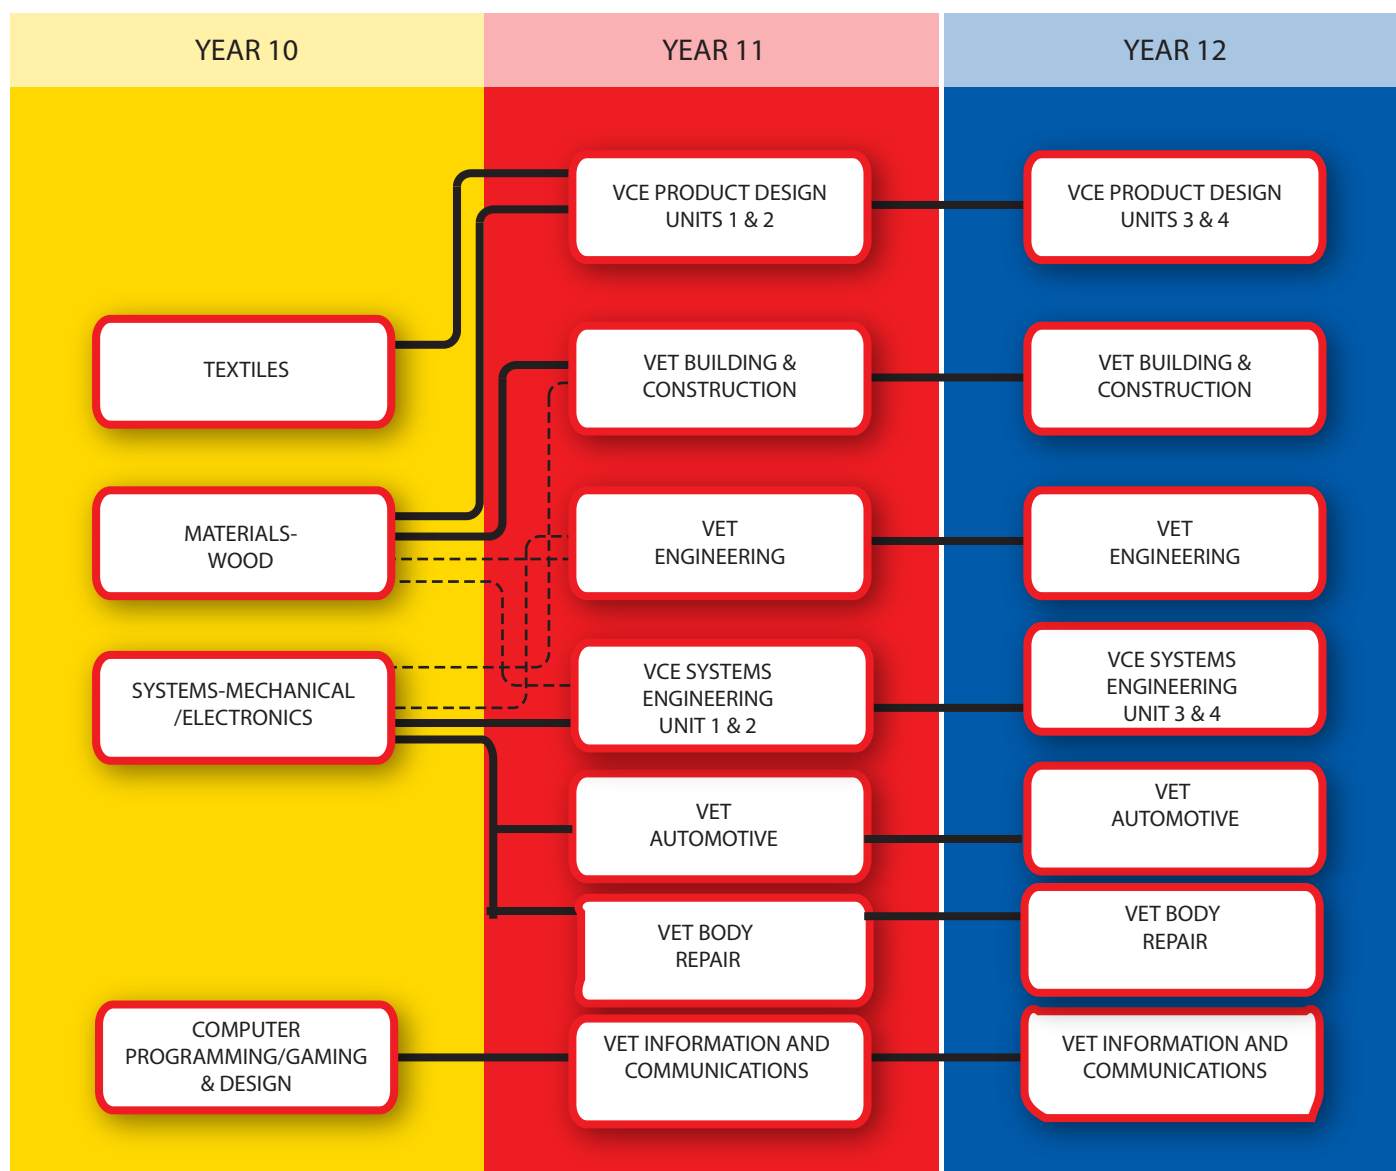 YEAR 10
YEAR 11
YEAR 12
TEXTILES
MATERIALS-
WOOD
SYSTEMS-MECHANICAL
/ELECTRONICS
COMPUTER
PROGRAMMING/GAMING
& DESIGN
VCE PRODUCT DESIGN
UNITS 1 & 2
VET BUILDING &
CONSTRUCTION
VET
ENGINEERING
VCE SYSTEMS
ENGINEERING
UNIT 1 & 2
VET
AUTOMOTIVE
VET BODY
REPAIR
VET INFORMATION AND
COMMUNICATIONS
VCE PRODUCT DESIGN
UNITS 3 & 4
VET BUILDING &
CONSTRUCTION
VET
ENGINEERING
VCE SYSTEMS
ENGINEERING
UNIT 3 & 4
VET
AUTOMOTIVE
VET BODY
REPAIR
VET INFORMATION AND
COMMUNICATIONS